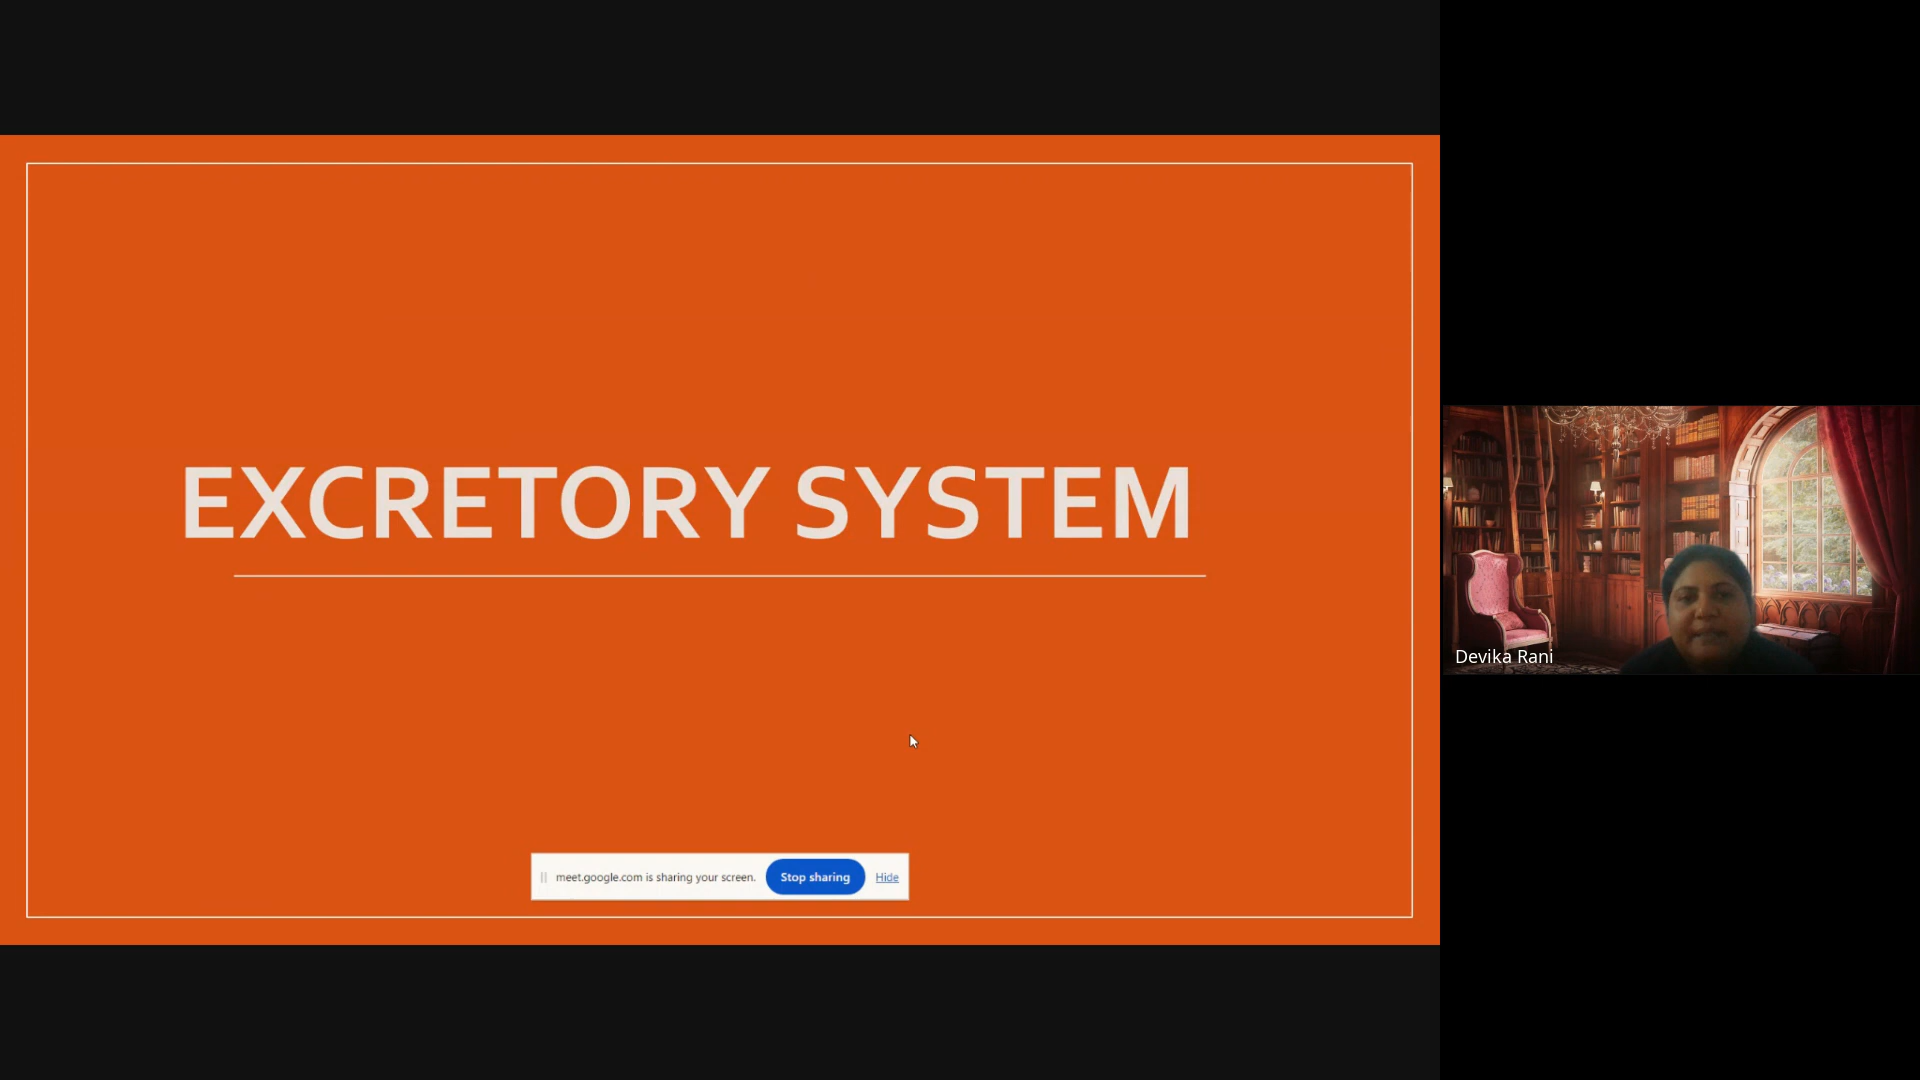 EXCRETORY SYSTEM
meet.google.com is sharing your screen. Stop sharing Hide
Devika Rani